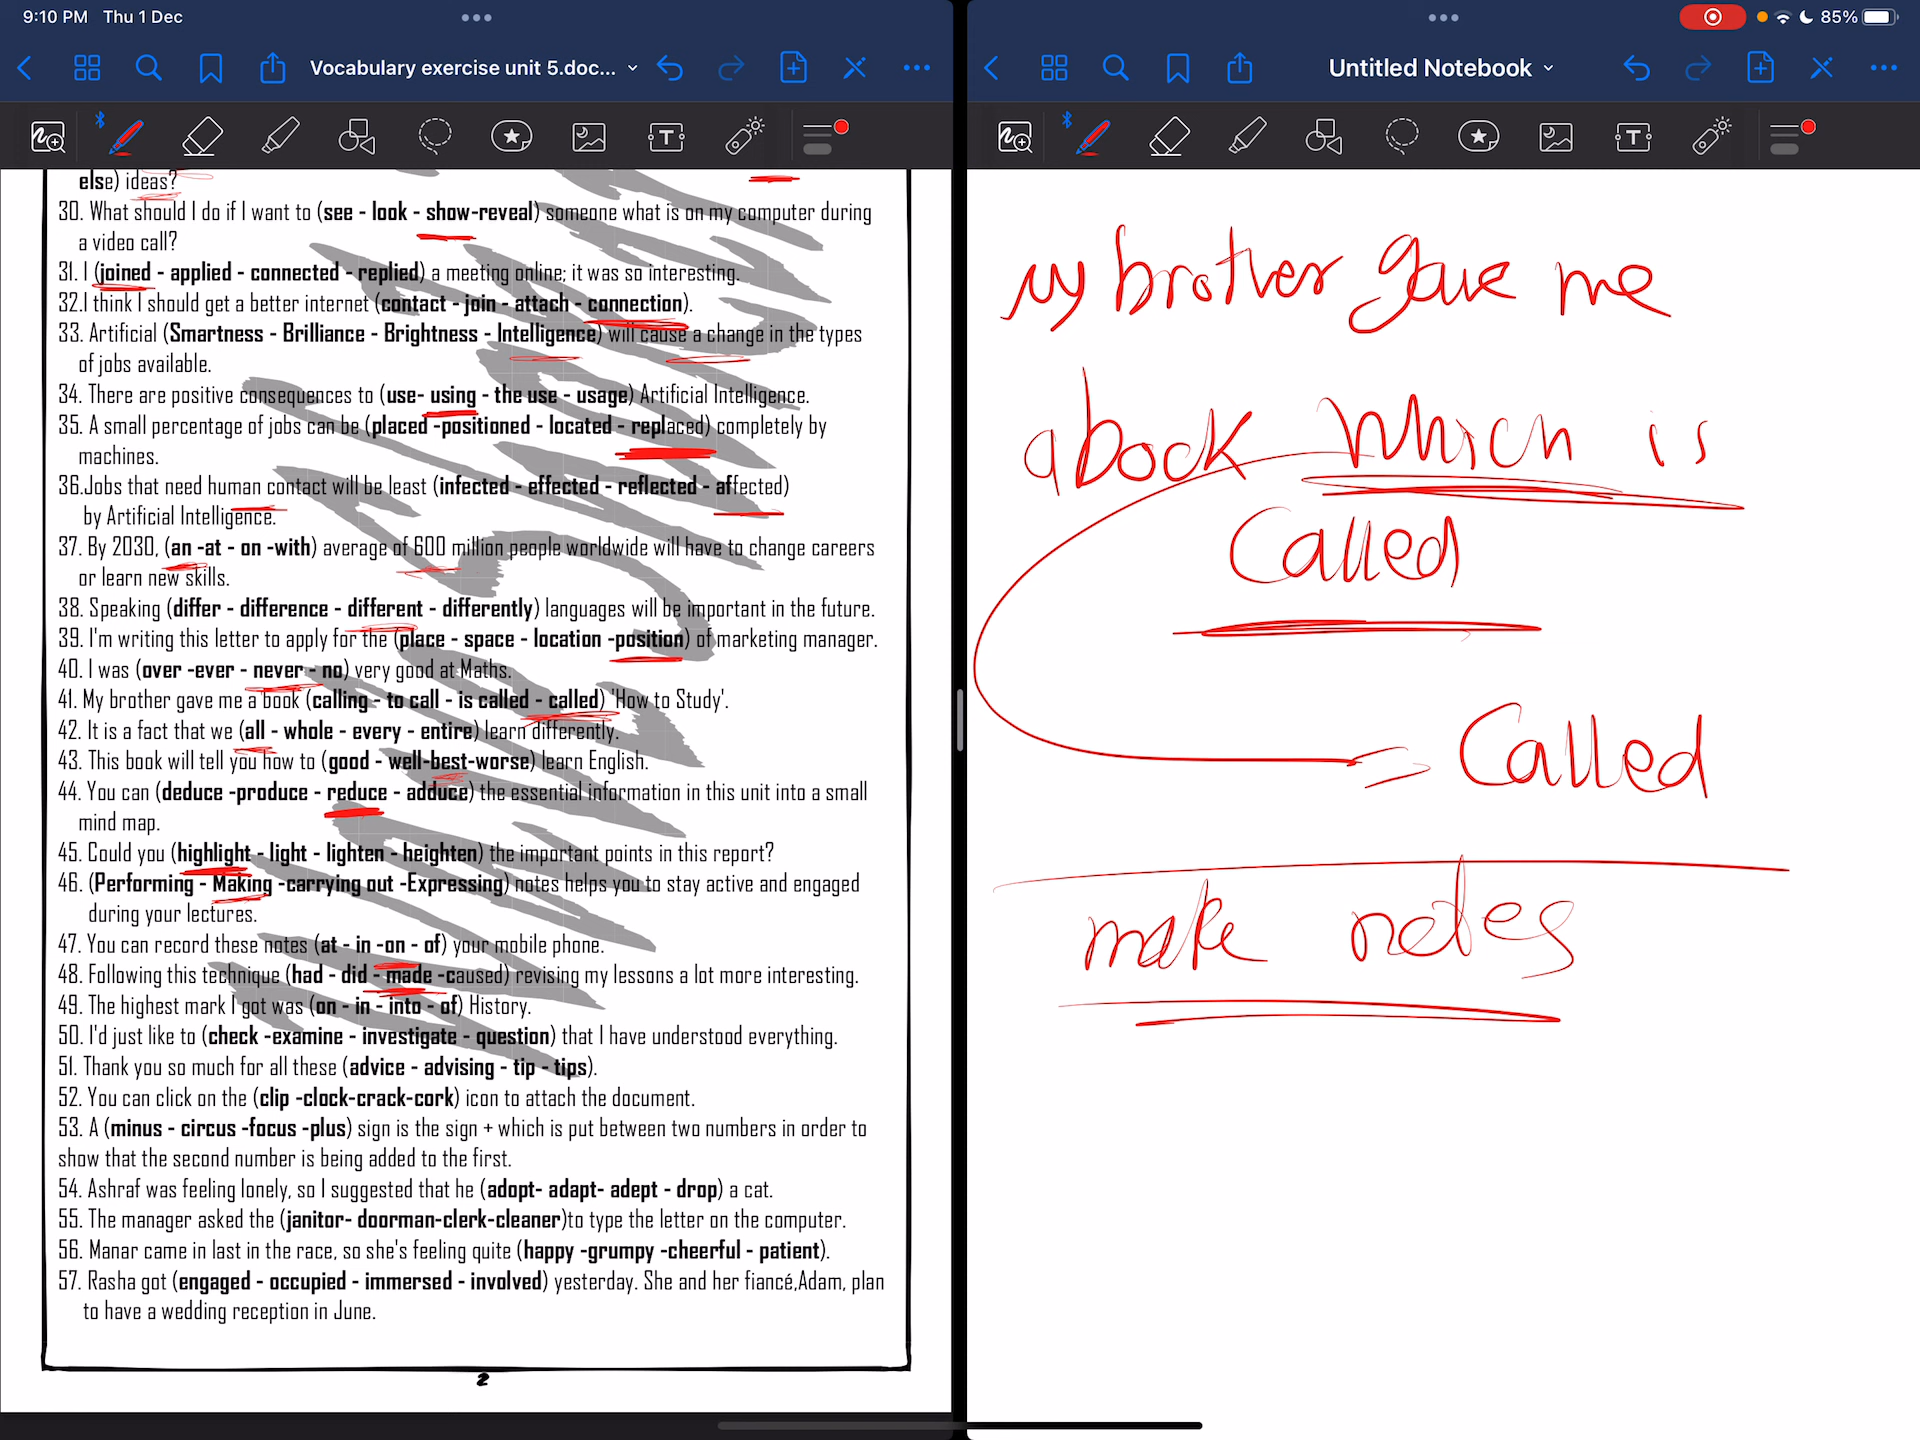 9:10 PM Thu 1 Dec
85%
Vocabulary exercise unit 5.doc...
Untitled Notebook
else) ideas?
30. What should I do if I want to (see - look - show-reveal) someone what is on my computer during
a video call?
31. I (joined - applied - connected - replied) a meeting online; it was so interesting.
32.I think I should get a better internet (contact - join - attach - connection).
33. Artificial (Smartness - Brilliance - Brightness - Intelligence) will cause a change in the types
of jobs available.
34. There are positive consequences to (use- using - the use - usage) Artificial Intelligence.
35. A small percentage of jobs can be (placed -positioned - located - replaced) completely by
machines.
36.Jobs that need human contact will be least (infected - effected - reflected - affected)
by Artificial Intelligence.
37. By 2030, (an -at - on -with) average of 600 million people worldwide will have to change careers
or learn new skills.
38. Speaking (differ - difference - different - differently) languages will be important in the future.
39. I'm writing this letter to apply for the (place - space - location -position) of marketing manager.
40. I was (over -ever - never - no) very good at Maths.
41. My brother gave me a book (calling - to call - is called - called) 'How to Study'.
42. It is a fact that we (all - whole - every - entire) learn differently.
43. This book will tell you how to (good - well-best-worse) learn English.
44. You can (deduce -produce - reduce - adduce) the essential information in this unit into a small
mind map.
45. Could you (highlight - light - lighten - heighten) the important points in this report?
46. (Performing - Making -carrying out -Expressing) notes helps you to stay active and engaged
during your lectures.
47. You can record these notes (at - in -on - of) your mobile phone.
48. Following this technique (had - did - made -caused) revising my lessons a lot more interesting.
49. The highest mark I got was (on - in - into - of) History.
50. I'd just like to (check -examine - investigate - question) that I have understood everything.
51. Thank you so much for all these (advice - advising - tip - tips).
52. You can click on the (clip -clock-crack-cork) icon to attach the document.
53. A (minus - circus -focus -plus) sign is the sign + which is put between two numbers in order to
show that the second number is being added to the first.
54. Ashraf was feeling lonely, so I suggested that he (adopt- adapt- adept - drop) a cat.
55. The manager asked the (janitor- doorman-clerk-cleaner)to type the letter on the computer.
56. Manar came in last in the race, so she's feeling quite (happy -grumpy -cheerful - patient).
57. Rasha got (engaged - occupied - immersed - involved) yesterday. She and her fiancé,Adam, plan
to have a wedding reception in June.
2
My brother gave me
a book which is
Called
= Called
make notes